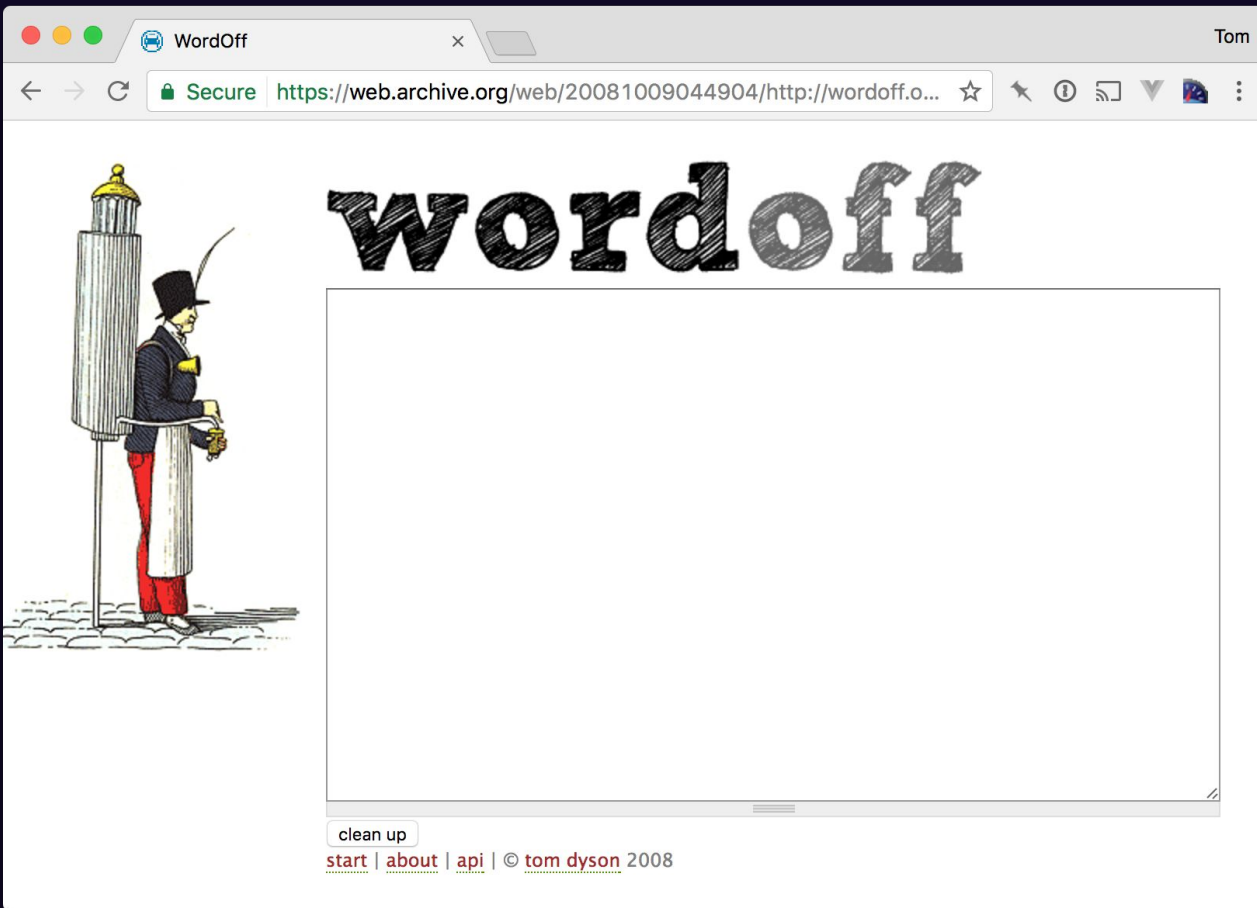 WordOff
Tom
Secure https://web.archive.org/web/20081009044904/http://wordoff.o...
wordoff
clean up
start | about | api | © tom dyson 2008